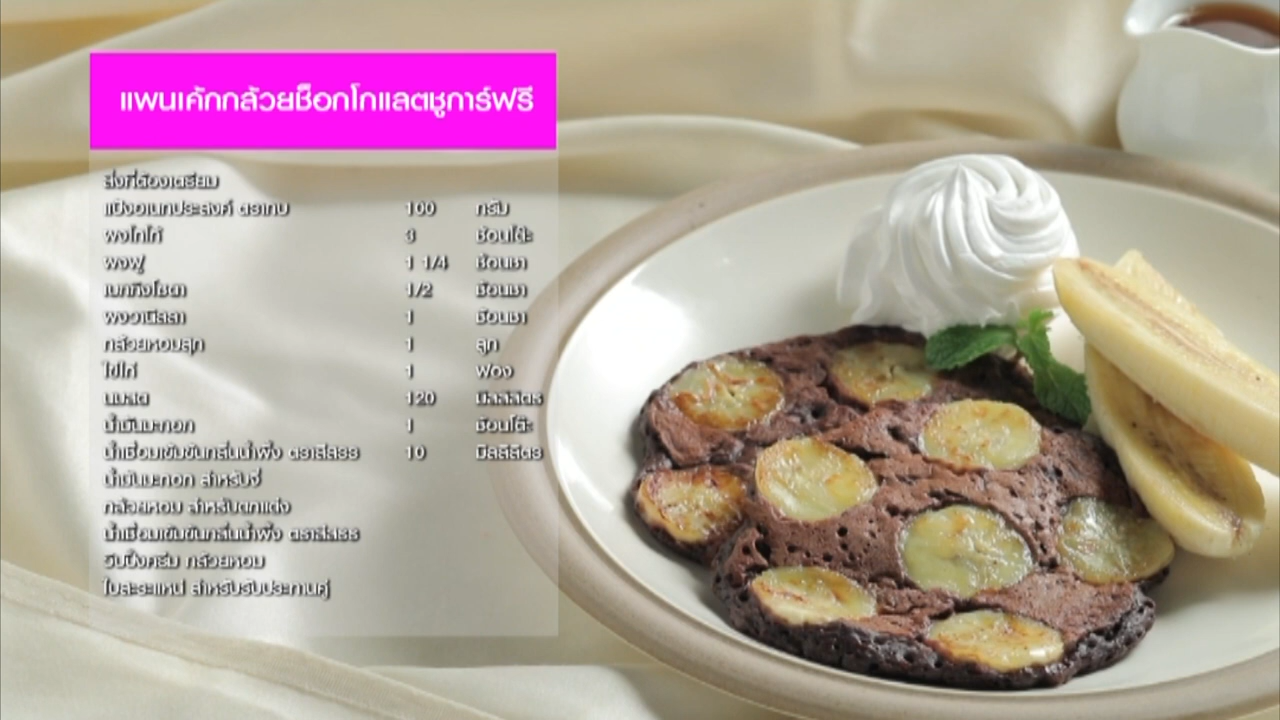 แพนเค้กกล้วยช็อกโกแลตชูการ์ฟรี
สิ่งที่ต้องเตรียม
แป้งอเนกประสงค์ ตราเทบ 100 กรัม
ผงโกโก้ 3 ช้อนโต๊ะ
ผงฟู 1 1/4 ช้อนชา
เบกกิ้งโซดา 1/2 ช้อนชา
ผงวานิลลา 1 ช้อนชา
กล้วยหอมสุก 1 ลูก
ไข่ไก่ 1 ฟอง
นมสด 120 มิลลิลิตร
น้ำมันมะกอก 1 ช้อนโต๊ะ
น้ำเชื่อมเข้มข้นกลิ่นน้ำผึ้ง ตราลีสรร 10 มิลลิลิตร
น้ำมันมะกอก สำหรับจี่
กล้วยหอม สำหรับตกแต่ง
น้ำเชื่อมเข้มข้นกลิ่นน้ำผึ้ง ตราลีสรร
วิปปิ้งครีม กล้วยหอม
ใบสะระแหน่ สำหรับรับประทานคู่